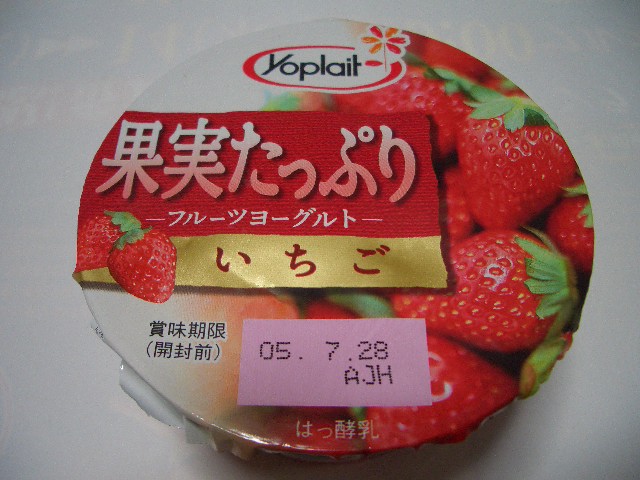 Yoplait
果実たっぷり
―フルーツヨーグルト―
いちご
賞味期限
(開封前)
05. 7.28
AJH
はっ酵乳